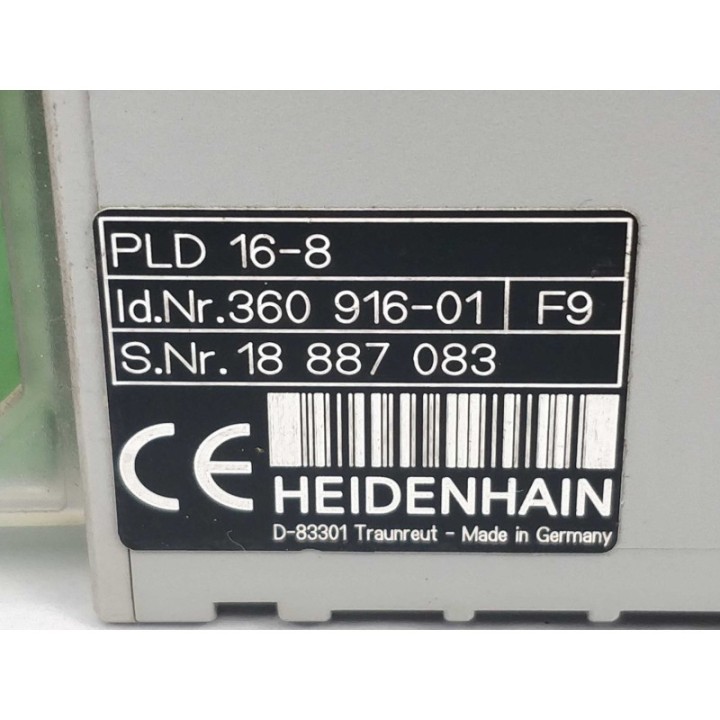 PLD 16-8
Id.Nr.360 916-01 F9
S.Nr.18 887 083
CE
HEIDENHAIN
D-83301 Traunreut - Made in Germany